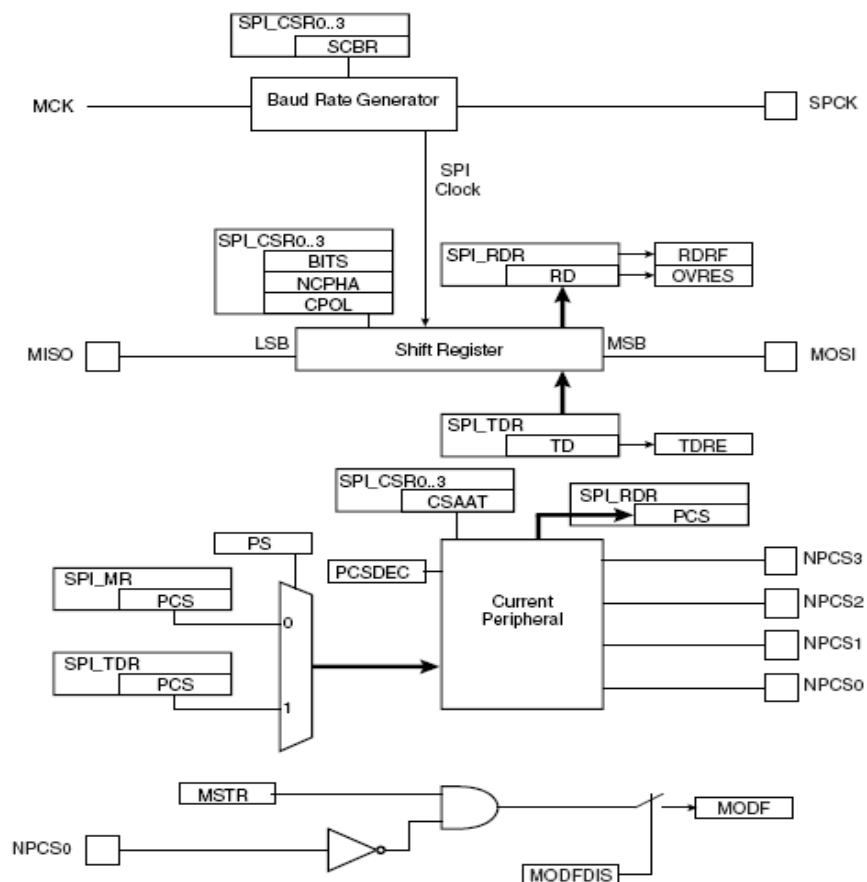 SPI_CSR0..3
SCBR
MCK
Baud Rate Generator
SPCK
SPI
Clock
SPI_CSR0..3
BITS
NCPHA
CPOL
SPI_RDR
RD
RDRF
OVRES
MISO
LSB
Shift Register
MSB
MOSI
SPI_TDR
TD
TDRE
SPI_CSR0..3
CSAAT
SPI_RDR
PCS
PS
PCSDEC
SPI_MR
PCS
0
Current
Peripheral
NPCS3
NPCS2
NPCS1
NPCS0
SPI_TDR
PCS
1
MSTR
MODF
NPCS0
MODFDIS